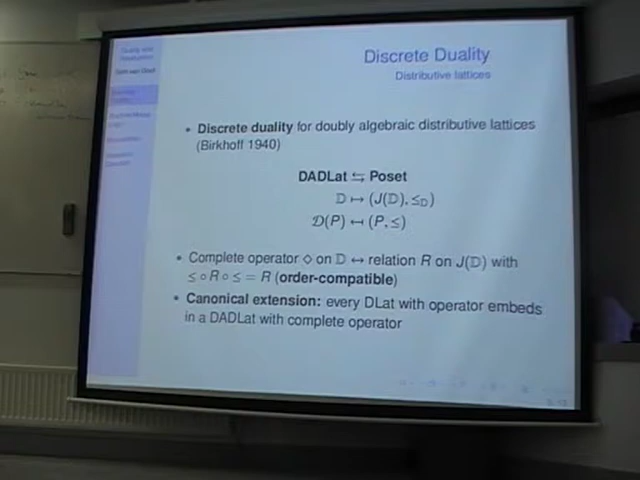 Discrete Duality
Distributive lattices
• Discrete duality for doubly algebraic distributive lattices
(Birkhoff 1940)
DADLat ⇆ Poset
𝔻 ↦ (J(𝔻), ≤_𝔻)
𝒟(P) ↤ (P, ≤)
• Complete operator ◇ on 𝔻 ↔ relation R on J(𝔻) with
≤ ∘ R ∘ ≤ = R (order-compatible)
• Canonical extension: every DLat with operator embeds
in a DADLat with complete operator